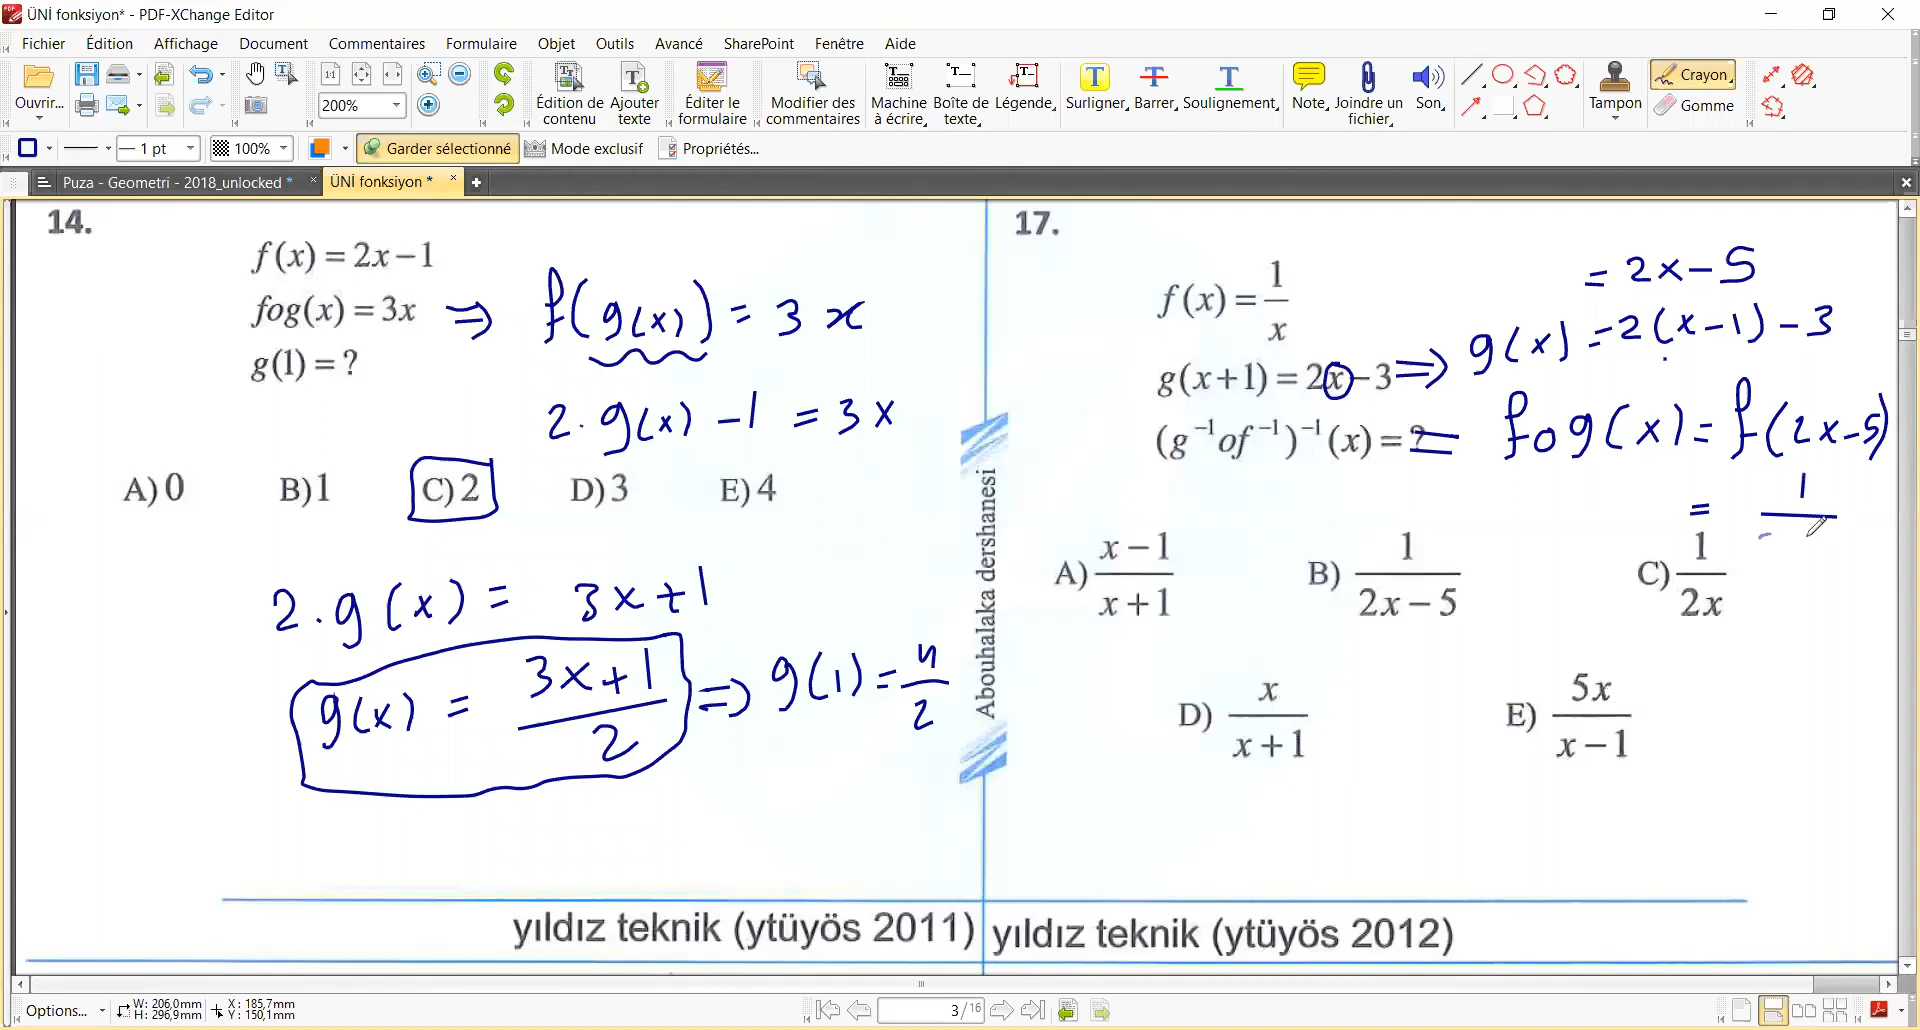 ÜNİ fonksiyon* - PDF-XChange Editor
Fichier Édition Affichage Document Commentaires Formulaire Objet Outils Avancé SharePoint Fenêtre Aide
Ouvrir... 200% Édition de contenu Ajouter texte Éditer le formulaire Modifier des commentaires Machine à écrire Boîte de texte Légende Surligner Barrer Soulignement Note Joindre un fichier Son Tampon Crayon Gomme
1 pt 100% Garder sélectionné Mode exclusif Propriétés...
Puza - Geometri - 2018_unlocked * ÜNİ fonksiyon *
14.
f(x) = 2x−1
fog(x) = 3x ⇒ f(g(x)) = 3x
g(1) = ?
2. g(x) −1 = 3x
A) 0 B) 1 C) 2 D) 3 E) 4
2. g(x) = 3x+1
g(x) = (3x+1)/2 ⇒ g(1) = 4/2
yıldız teknik (ytüyös 2011)
Abouhalaka dershanesi
17.
f(x) = 1/x
= 2x−5
g(x+1) = 2x−3 ⇒ g(x) = 2(x−1)−3
(g⁻¹of⁻¹)⁻¹(x) = ? = fog(x) = f(2x−5)
= 1
A) (x−1)/(x+1) B) 1/(2x−5) C) 1/(2x)
D) x/(x+1) E) 5x/(x−1)
yıldız teknik (ytüyös 2012)
Options... W: 206,0mm H: 296,9mm X: 185,7mm Y: 150,1mm 3/16